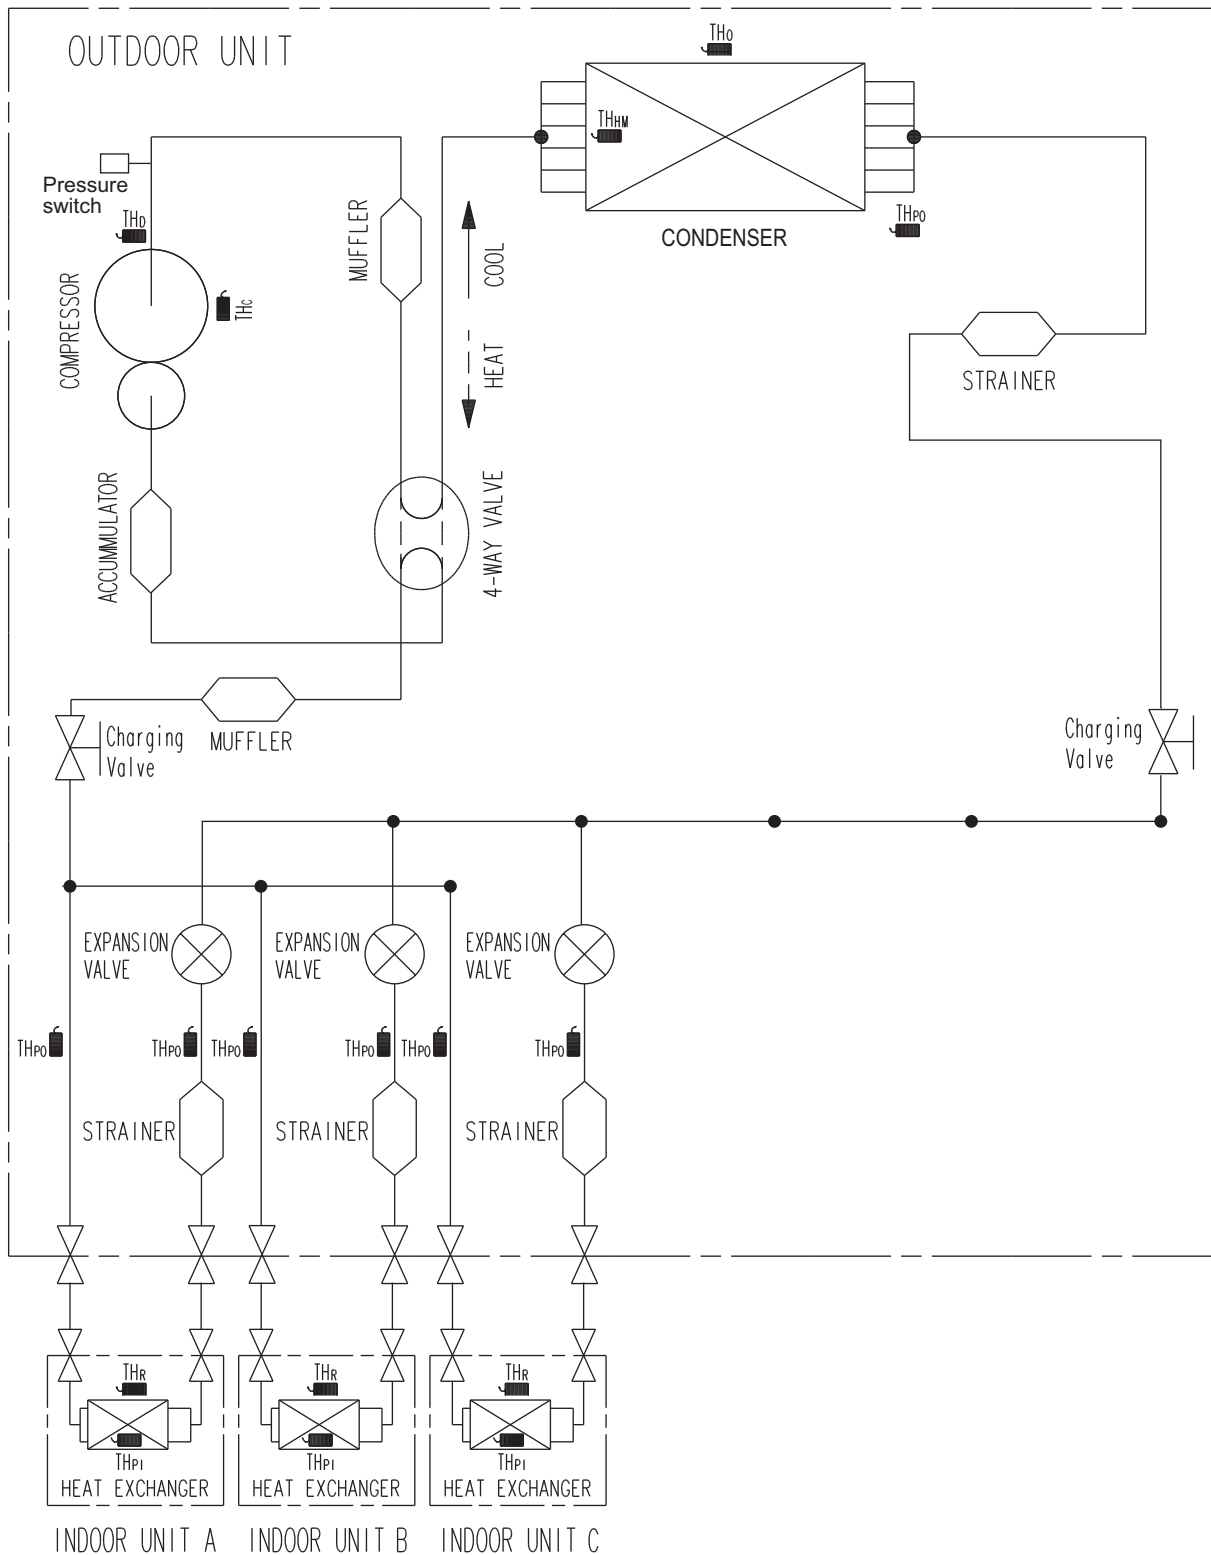 OUTDOOR UNIT
THO
THHM
Pressure
switch
THD
MUFFLER
COOL
THPO
CONDENSER
COMPRESSOR
THC
HEAT
STRAINER
ACCUMMULATOR
4-WAY VALVE
Charging
Valve
MUFFLER
Charging
Valve
EXPANSION
VALVE
EXPANSION
VALVE
EXPANSION
VALVE
THPO
THPO
THPO
THPO
THPO
THPO
STRAINER
STRAINER
STRAINER
THR
THR
THR
THPI
THPI
THPI
HEAT EXCHANGER
HEAT EXCHANGER
HEAT EXCHANGER
INDOOR UNIT A
INDOOR UNIT B
INDOOR UNIT C